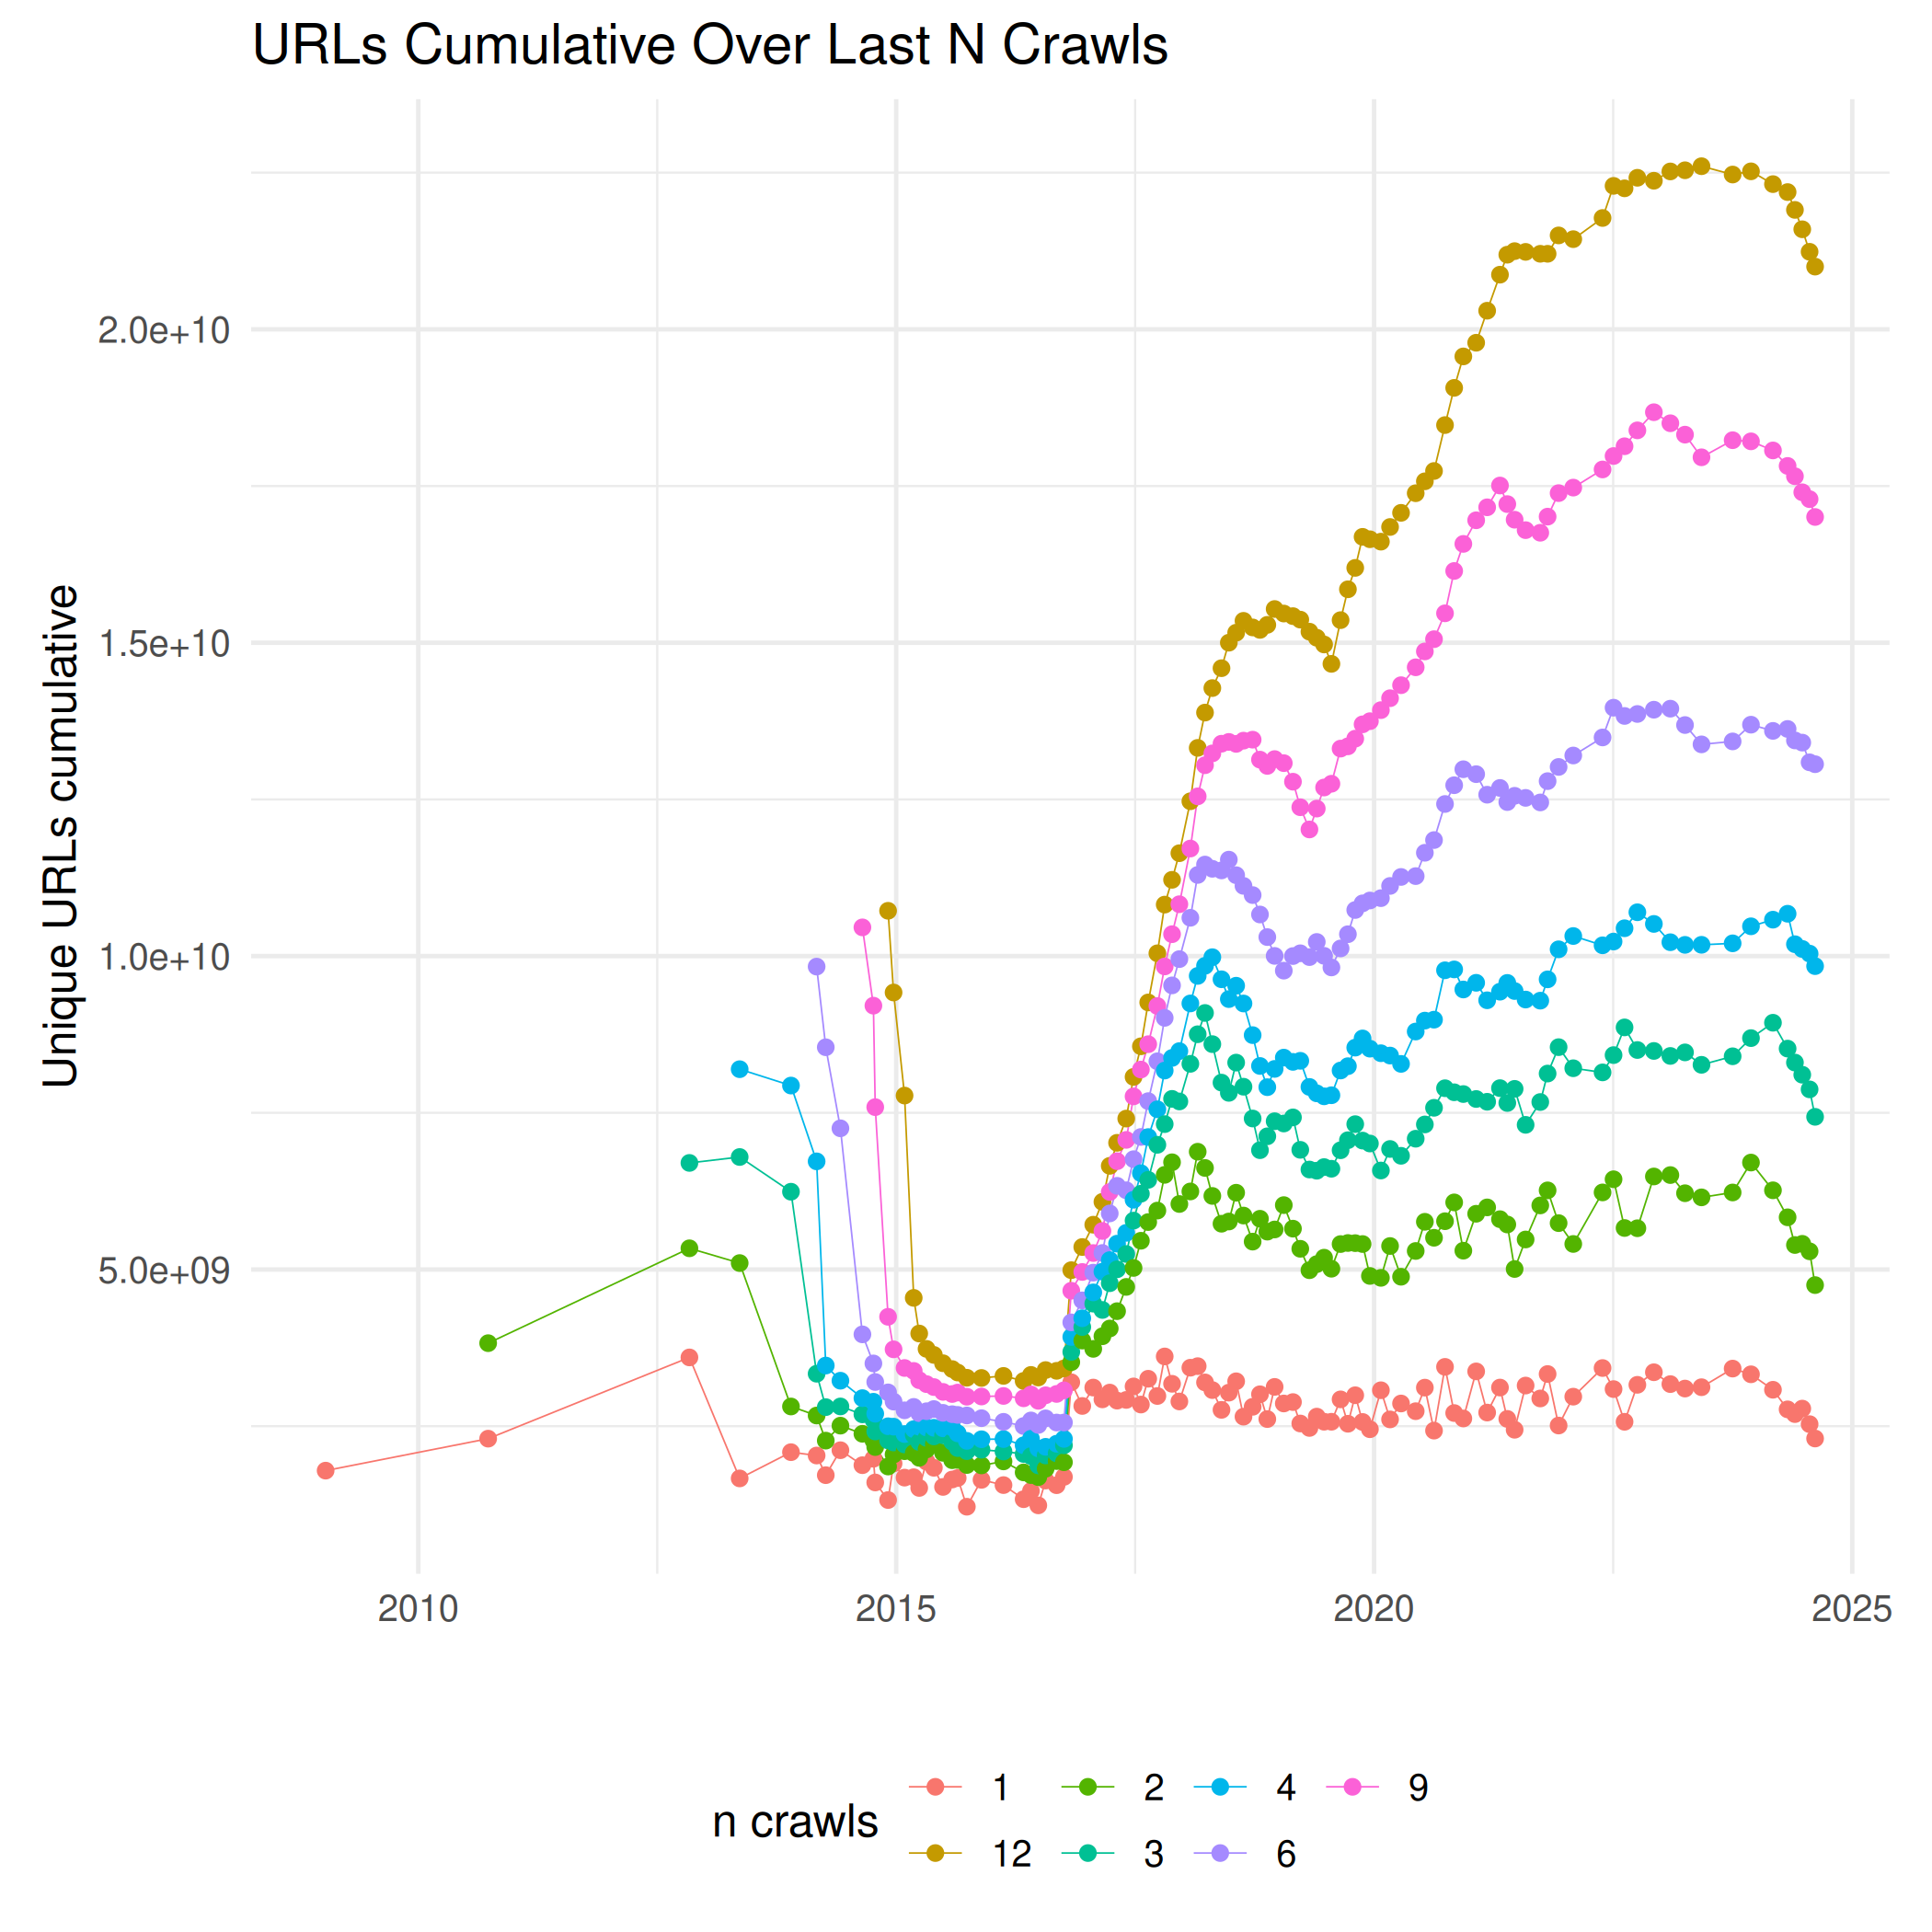 URLs Cumulative Over Last N Crawls
Unique URLs cumulative
2.0e+10
1.5e+10
1.0e+10
5.0e+09
2010
2015
2020
2025
n crawls
1
2
4
9
12
3
6